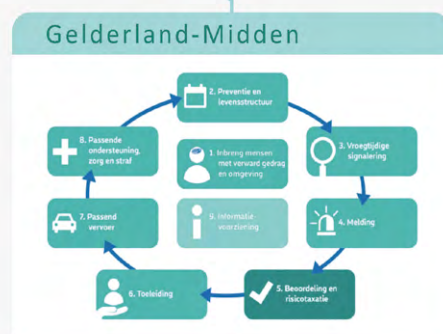 Gelderland-Midden
2. Preventie en
levensstructuur
8. Passende
ondersteuning,
zorg en straf
1. Inbreng mensen
met verward gedrag
en omgeving
3. Vroegtijdige
signalering
7. Passend
vervoer
9. Informatie-
voorziening
4. Melding
6. Toeleiding
5. Beoordeling en
risicotaxatie